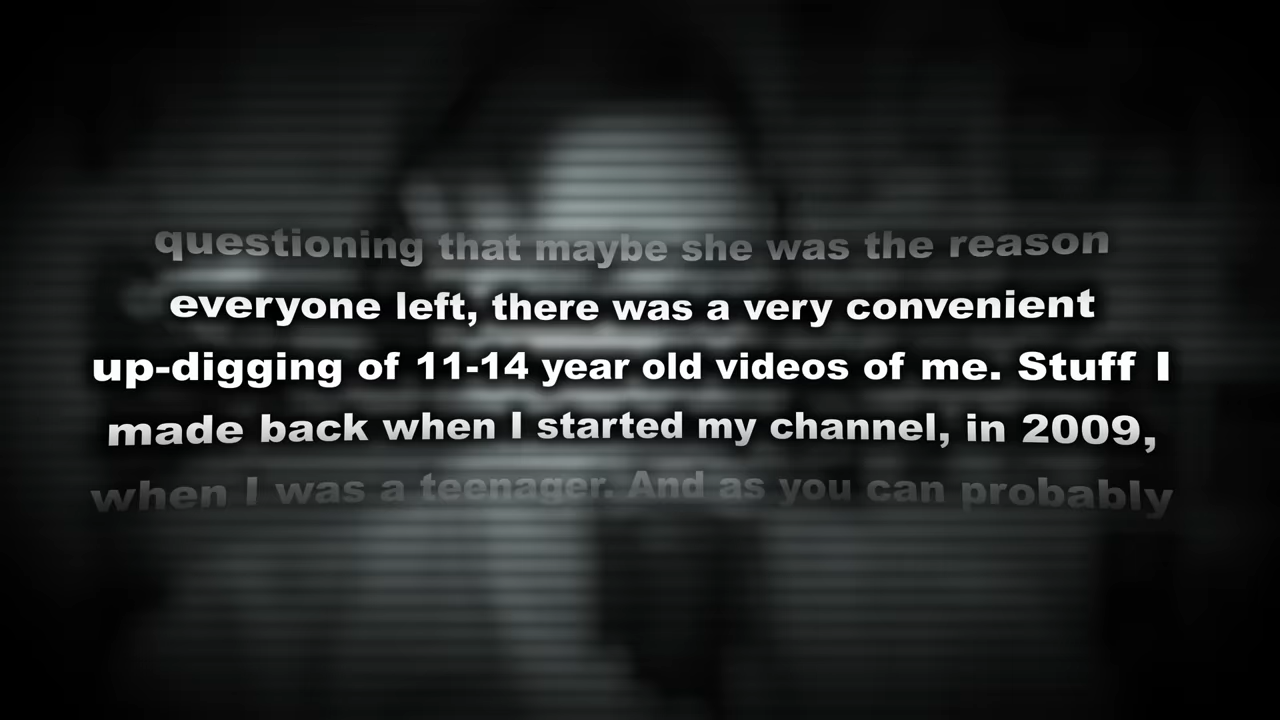 questioning that maybe she was the reason
everyone left, there was a very convenient
up-digging of 11-14 year old videos of me. Stuff I
made back when I started my channel, in 2009,
when I was a teenager. And as you can probably